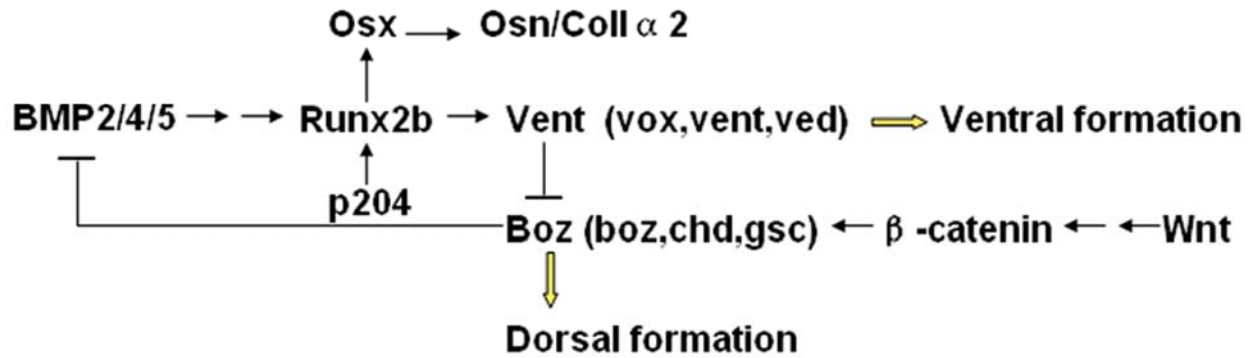 Osx Osn/Coll α 2
BMP2/4/5 Runx2b Vent (vox,vent,ved) Ventral formation
p204
Boz (boz,chd,gsc) β -catenin Wnt
Dorsal formation